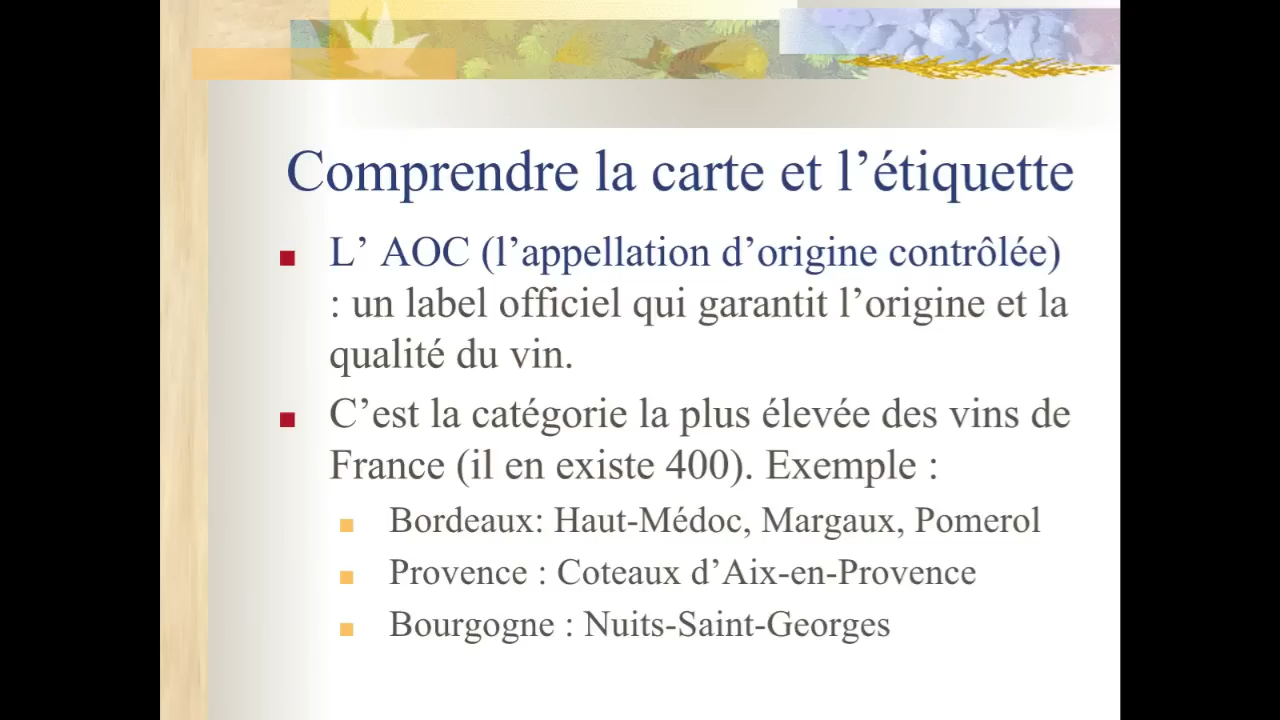 Comprendre la carte et l’étiquette
L’ AOC (l’appellation d’origine contrôlée)
: un label officiel qui garantit l’origine et la
qualité du vin.
C’est la catégorie la plus élevée des vins de
France (il en existe 400). Exemple :
Bordeaux: Haut-Médoc, Margaux, Pomerol
Provence : Coteaux d’Aix-en-Provence
Bourgogne : Nuits-Saint-Georges